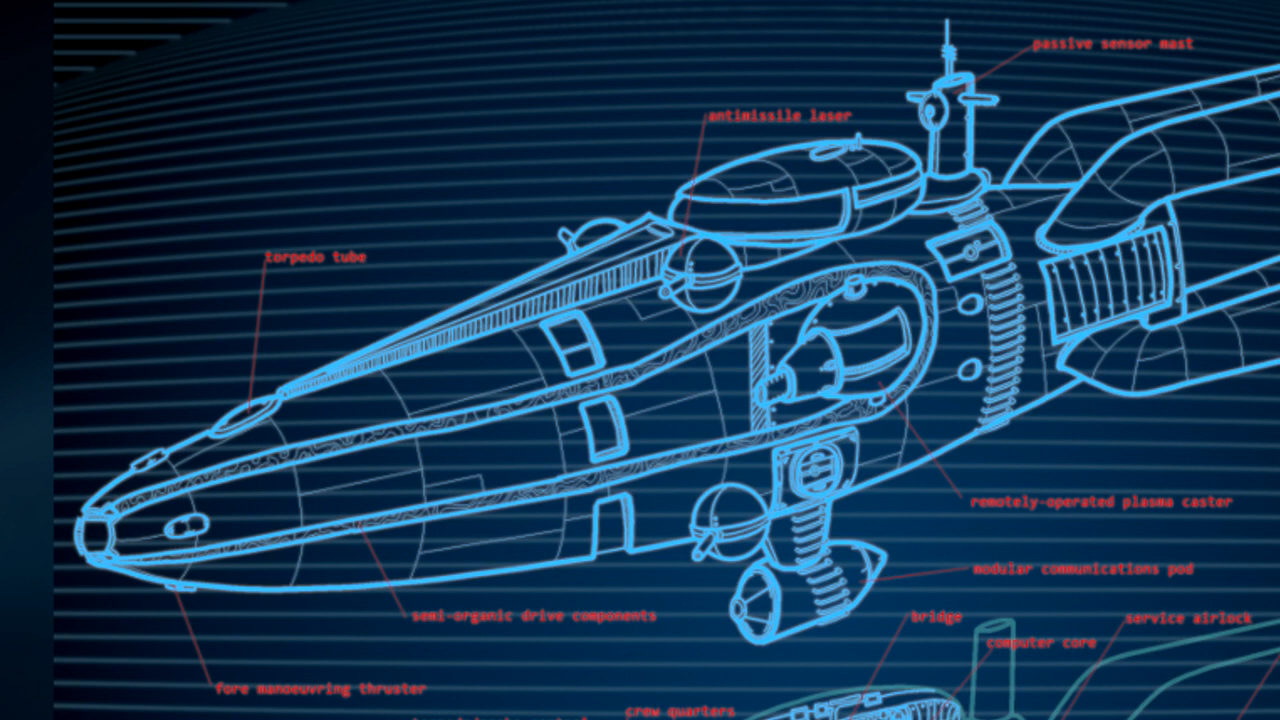 passive sensor mast
antimissile laser
torpedo tube
remotely-operated plasma caster
modular communications pod
semi-organic drive components
bridge
service airlock
computer core
fore manoeuvring thruster
crew quarters